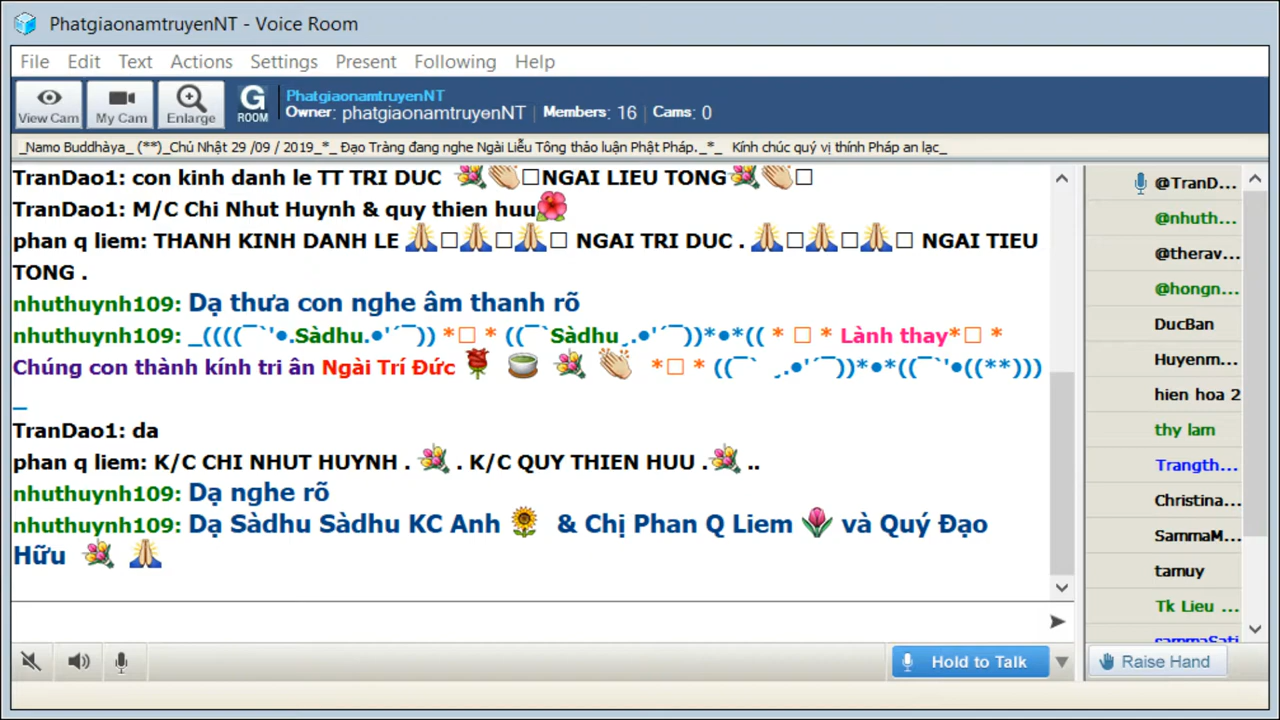 PhatgiaonamtruyenNT - Voice Room
File Edit Text Actions Settings Present Following Help
View Cam My Cam Enlarge G ROOM
PhatgiaonamtruyenNT
Owner: phatgiaonamtruyenNT | Members: 16 | Cams: 0
_Namo Buddhàya_ (**)_Chủ Nhật 29 /09 / 2019_*_ Đạo Tràng đang nghe Ngài Liễu Tông thảo luận Phật Pháp._*_ Kính chúc quý vị thính Pháp an lạc_
TranDao1: con kinh danh le TT TRI DUC 💐👏□NGAI LIEU TONG💐👏□
TranDao1: M/C Chi Nhut Huynh & quy thien huu🌺
phan q liem: THANH KINH DANH LE 🙏□🙏□🙏□ NGAI TRI DUC . 🙏□🙏□🙏□ NGAI TIEU
TONG .
nhuthuynh109: Dạ thưa con nghe âm thanh rõ
nhuthuynh109: _((((¯`'•.Sàdhu.•'´¯)) *□ * ((¯`Sàdhu¸.•'´¯))*•*(( * □ * Lành thay*□ *
Chúng con thành kính tri ân Ngài Trí Đức 🌹 🍵 💐 👏 *□ * ((¯` ¸.•'´¯))*•*((¯`'•((**)))
_
TranDao1: da
phan q liem: K/C CHI NHUT HUYNH . 💐 . K/C QUY THIEN HUU .💐 ..
nhuthuynh109: Dạ nghe rõ
nhuthuynh109: Dạ Sàdhu Sàdhu KC Anh 🌻 & Chị Phan Q Liem 🌷 và Quý Đạo
Hữu 💐 🙏
@TranD...
@nhuth...
@therav...
@hongn...
DucBan
Huyenm...
hien hoa 2
thy lam
Trangth...
Christina...
SammaM...
tamuy
Tk Lieu ...
sammaSati
Hold to Talk
Raise Hand